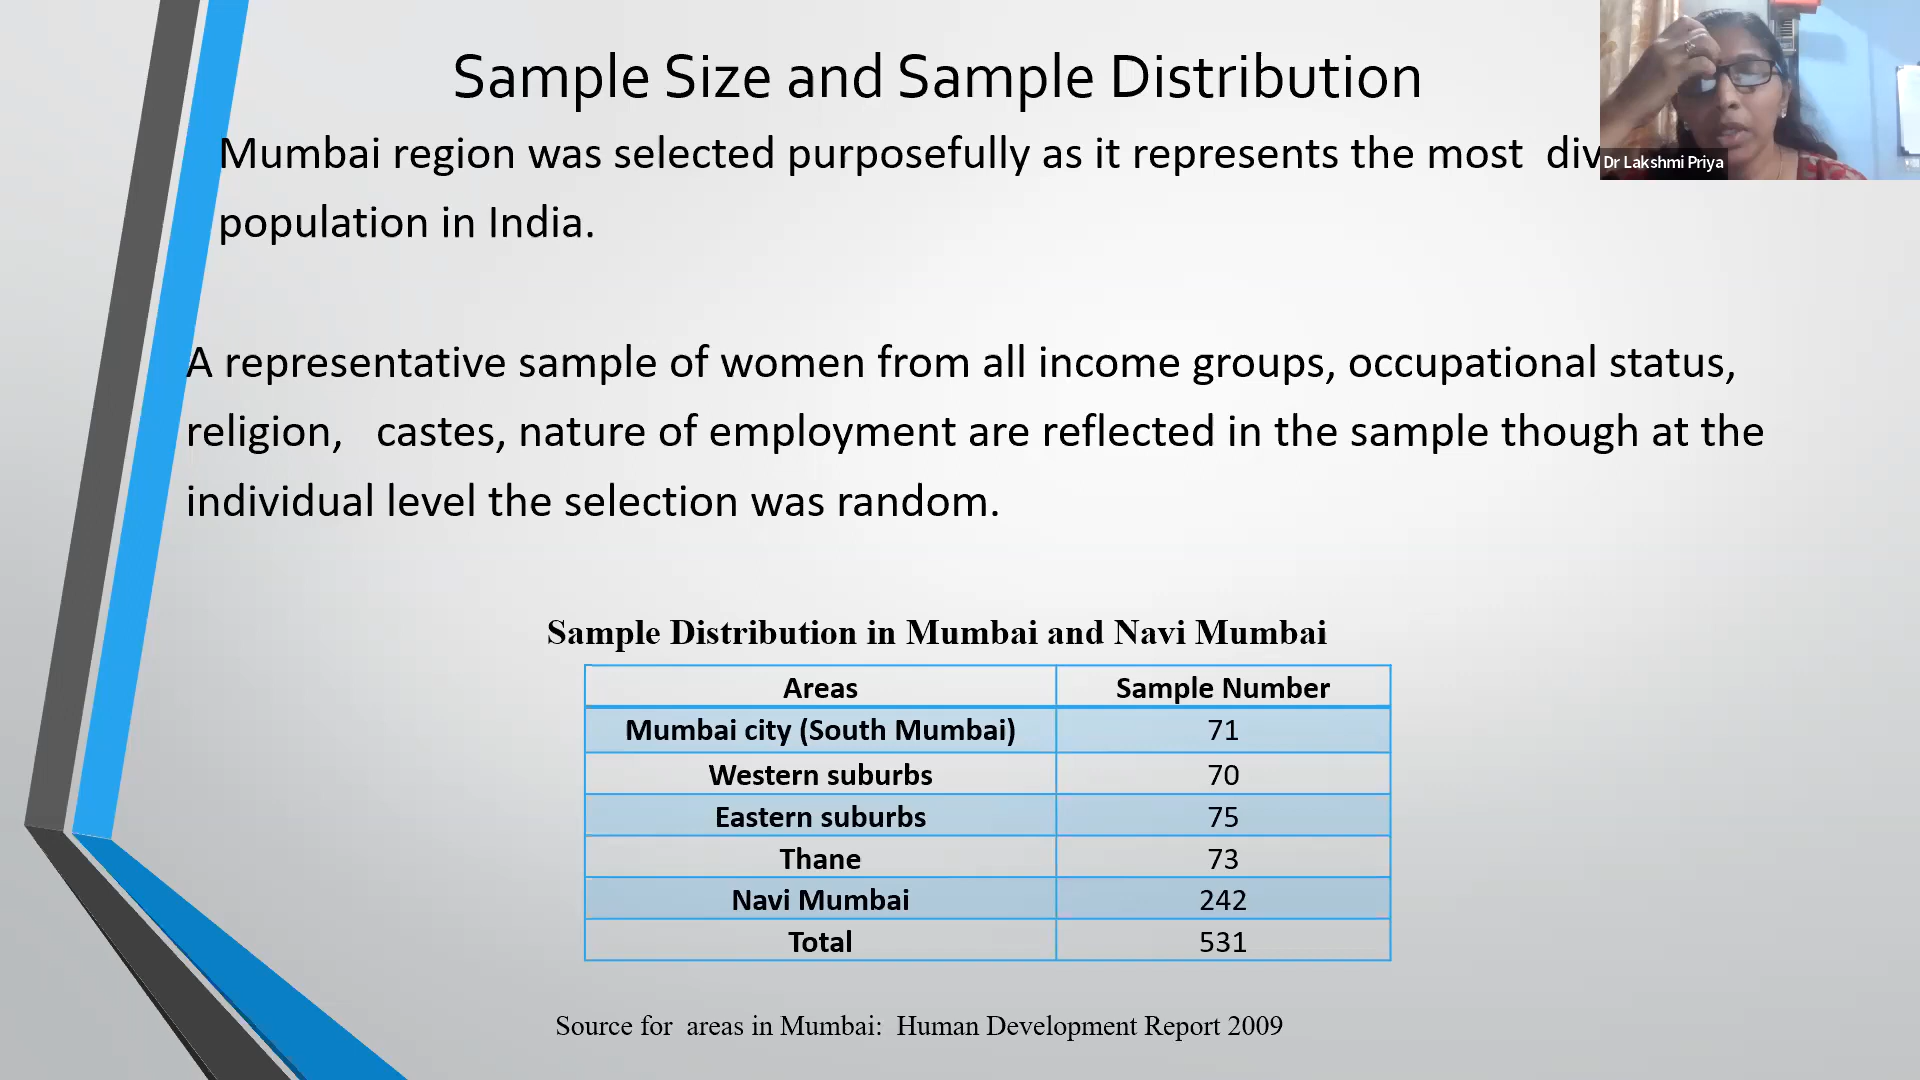 Sample Size and Sample Distribution
Mumbai region was selected purposefully as it represents the most
Dr Lakshmi Priya
population in India.
A representative sample of women from all income groups, occupational status,
religion, castes, nature of employment are reflected in the sample though at the
individual level the selection was random.
Sample Distribution in Mumbai and Navi Mumbai
Areas Sample Number
Mumbai city (South Mumbai) 71
Western suburbs 70
Eastern suburbs 75
Thane 73
Navi Mumbai 242
Total 531
Source for areas in Mumbai: Human Development Report 2009